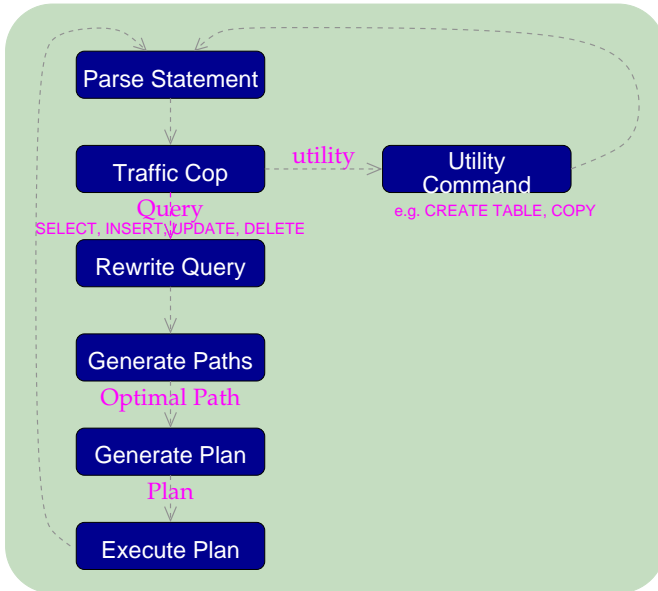 Parse Statement
utility
Traffic Cop
Utility
Command
Query
e.g. CREATE TABLE, COPY
SELECT, INSERT, UPDATE, DELETE
Rewrite Query
Generate Paths
Optimal Path
Generate Plan
Plan
Execute Plan